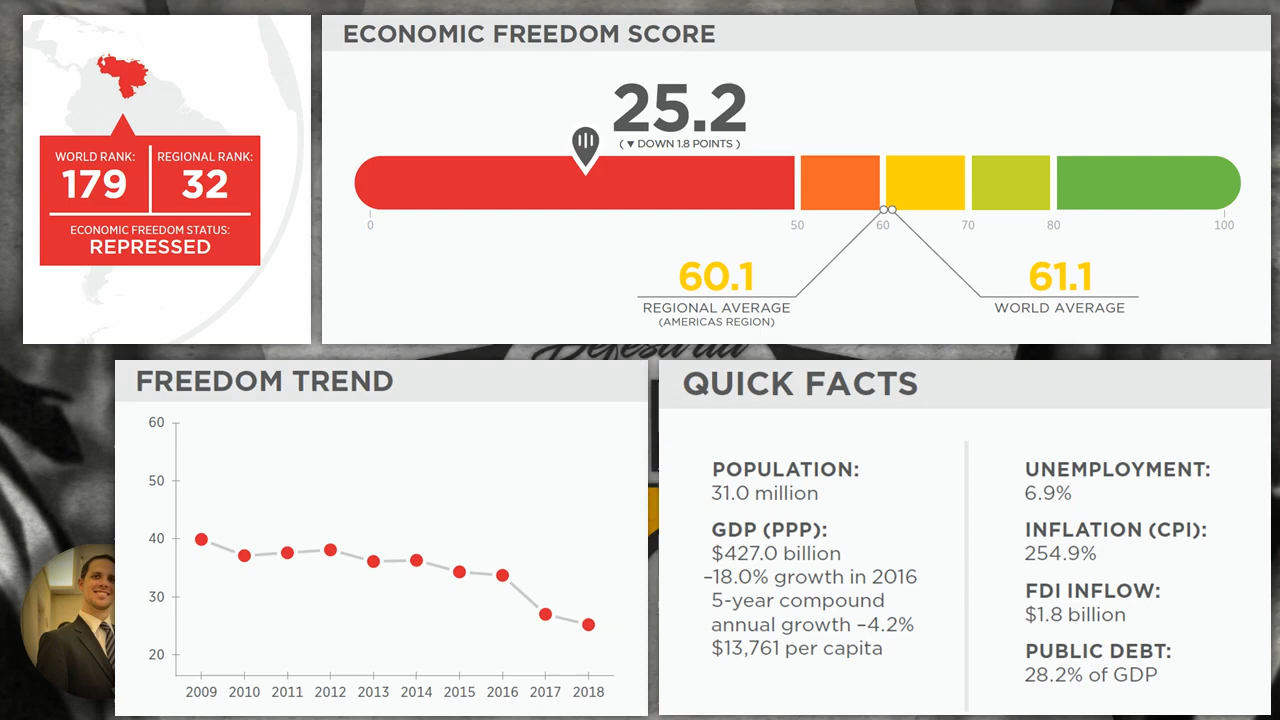 WORLD RANK:
179
REGIONAL RANK:
32
ECONOMIC FREEDOM STATUS:
REPRESSED
ECONOMIC FREEDOM SCORE
25.2
( ▼ DOWN 1.8 POINTS )
0 50 60 70 80 100
60.1
REGIONAL AVERAGE
(AMERICAS REGION)
61.1
WORLD AVERAGE
FREEDOM TREND
60
50
40
30
20
2009 2010 2011 2012 2013 2014 2015 2016 2017 2018
QUICK FACTS
POPULATION:
31.0 million
GDP (PPP):
$427.0 billion
–18.0% growth in 2016
5-year compound
annual growth –4.2%
$13,761 per capita
UNEMPLOYMENT:
6.9%
INFLATION (CPI):
254.9%
FDI INFLOW:
$1.8 billion
PUBLIC DEBT:
28.2% of GDP